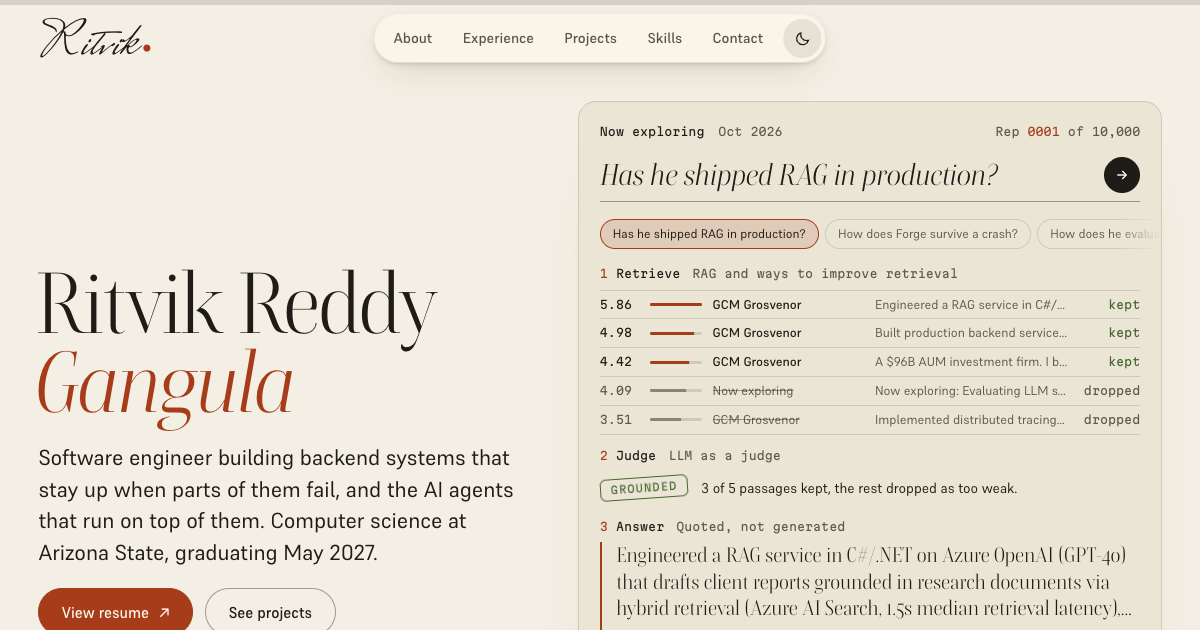 Ritvik.
About Experience Projects Skills Contact
Ritvik Reddy
Gangula
Software engineer building backend systems that
stay up when parts of them fail, and the AI agents
that run on top of them. Computer science at
Arizona State, graduating May 2027.
View resume ↗ See projects
Now exploring Oct 2026 Rep 0001 of 10,000
Has he shipped RAG in production? →
Has he shipped RAG in production? How does Forge survive a crash? How does he
1 Retrieve RAG and ways to improve retrieval
5.86 GCM Grosvenor Engineered a RAG service in C#/... kept
4.98 GCM Grosvenor Built production backend service... kept
4.42 GCM Grosvenor A $96B AUM investment firm. I b... kept
4.09 Now exploring Now exploring: Evaluating LLM s... dropped
3.51 GCM Grosvenor Implemented distributed tracing... dropped
2 Judge LLM as a judge
GROUNDED 3 of 5 passages kept, the rest dropped as too weak.
3 Answer Quoted, not generated
Engineered a RAG service in C#/.NET on Azure OpenAI (GPT-4o)
that drafts client reports grounded in research documents via
hybrid retrieval (Azure AI Search, 1.5s median retrieval latency),...